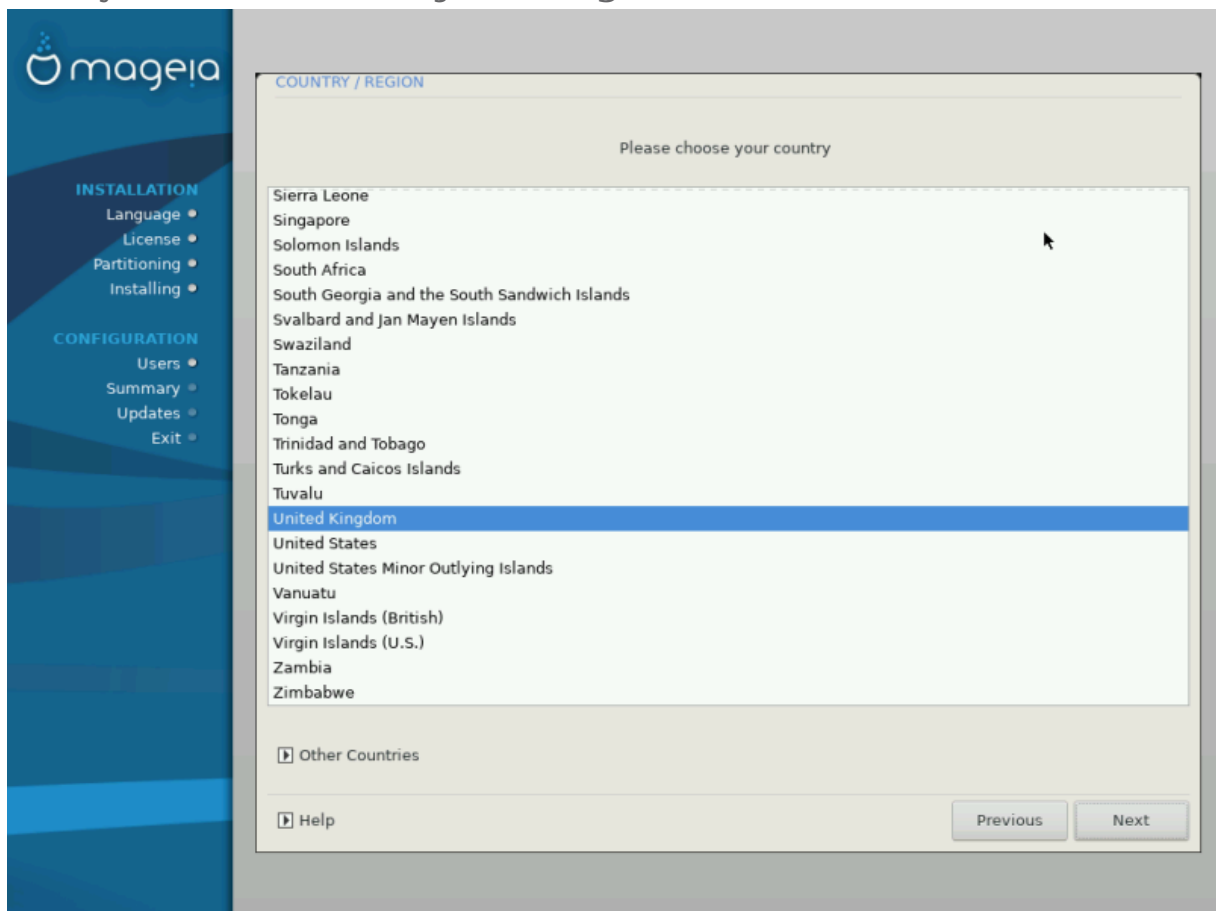 mageia
INSTALLATION
Language
License
Partitioning
Installing
CONFIGURATION
Users
Summary
Updates
Exit
COUNTRY / REGION
Please choose your country
Sierra Leone
Singapore
Solomon Islands
South Africa
South Georgia and the South Sandwich Islands
Svalbard and Jan Mayen Islands
Swaziland
Tanzania
Tokelau
Tonga
Trinidad and Tobago
Turks and Caicos Islands
Tuvalu
United Kingdom
United States
United States Minor Outlying Islands
Vanuatu
Virgin Islands (British)
Virgin Islands (U.S.)
Zambia
Zimbabwe
Other Countries
Help
Previous
Next